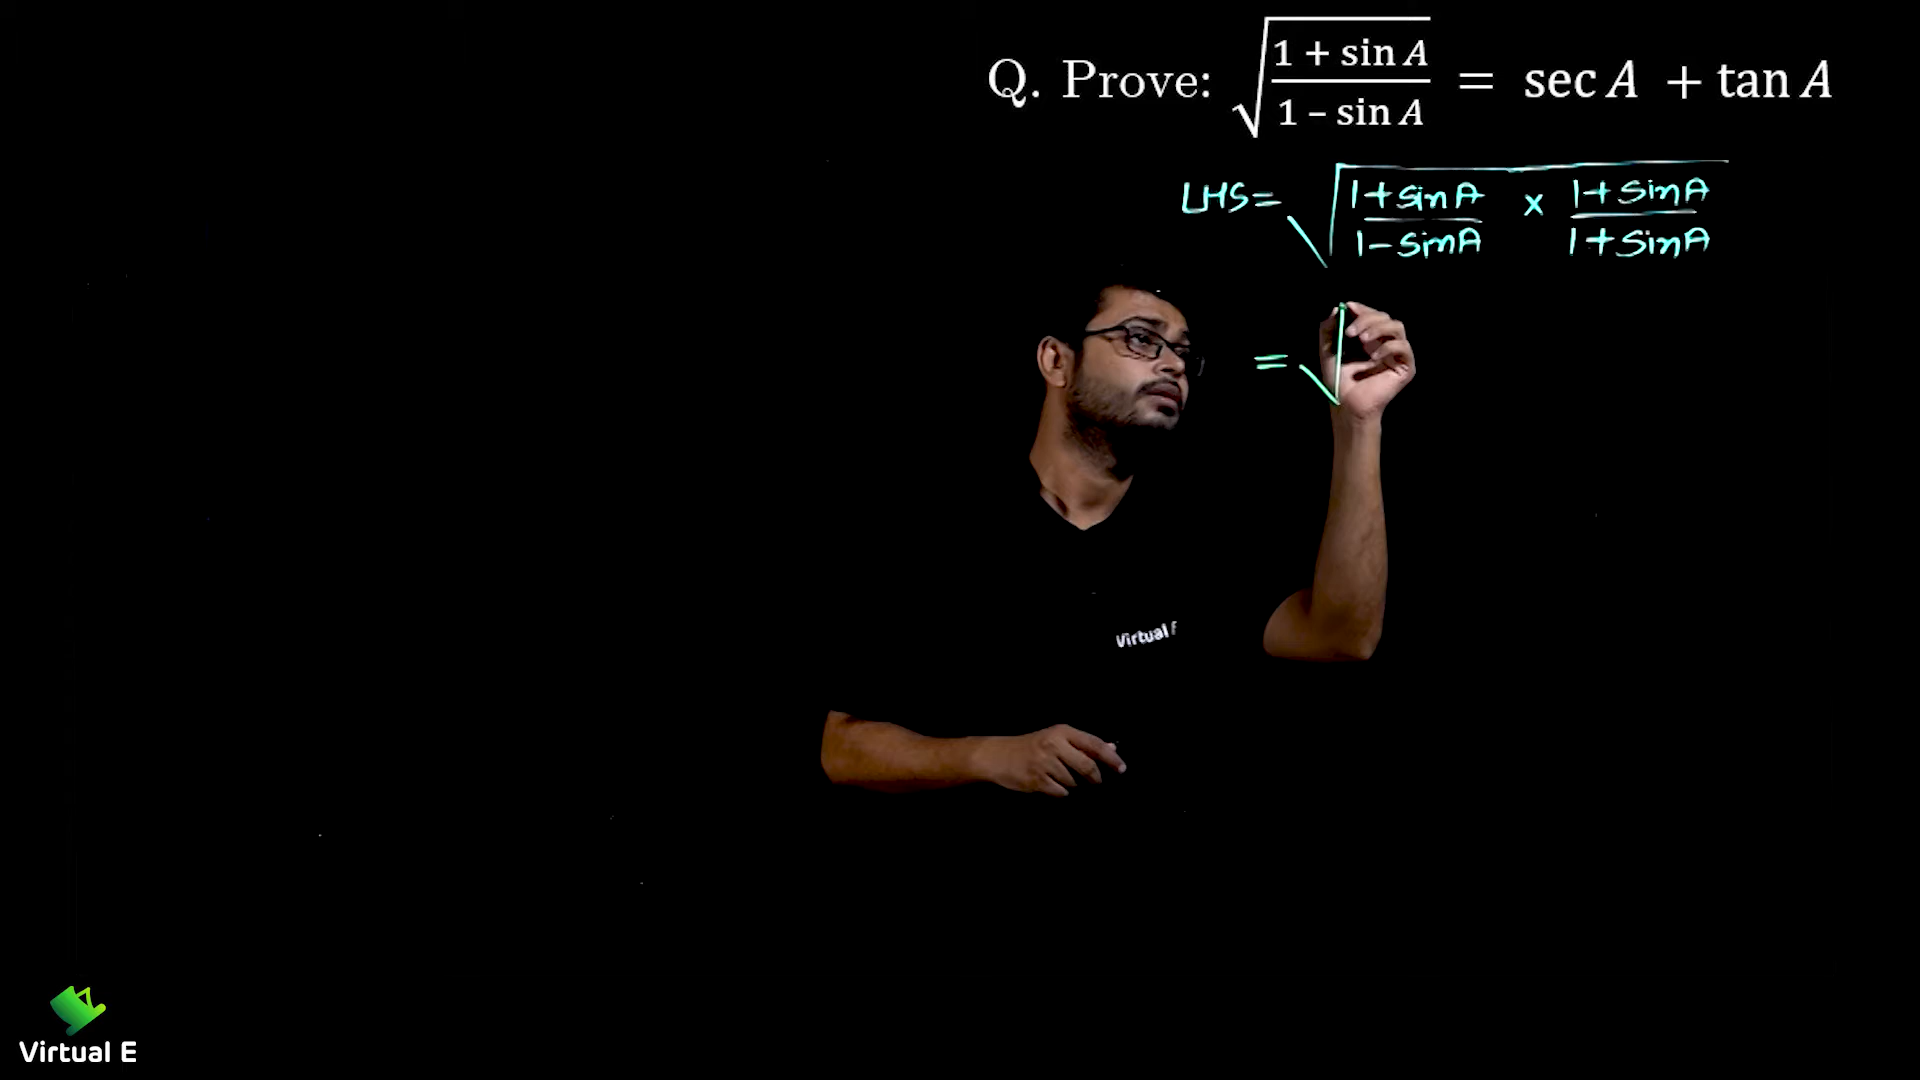 Q. Prove: √((1 + sin A)/(1 – sin A)) = sec A + tan A
LHS = √((1+sinA)/(1-sinA) × (1+sinA)/(1+sinA))
= √
Virtual E
Virtual E